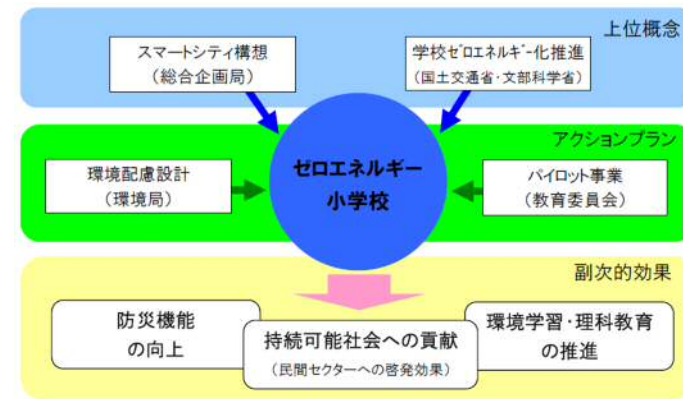 上位概念
スマートシティ構想
(総合企画局)
学校ｾﾞﾛｴﾈﾙｷﾞｰ化推進
(国土交通省・文部科学省)
アクションプラン
ゼロエネルギー
小学校
環境配慮設計
(環境局)
パイロット事業
(教育委員会)
副次的効果
防災機能
の向上
持続可能社会への貢献
(民間セクターへの啓発効果)
環境学習・理科教育
の推進